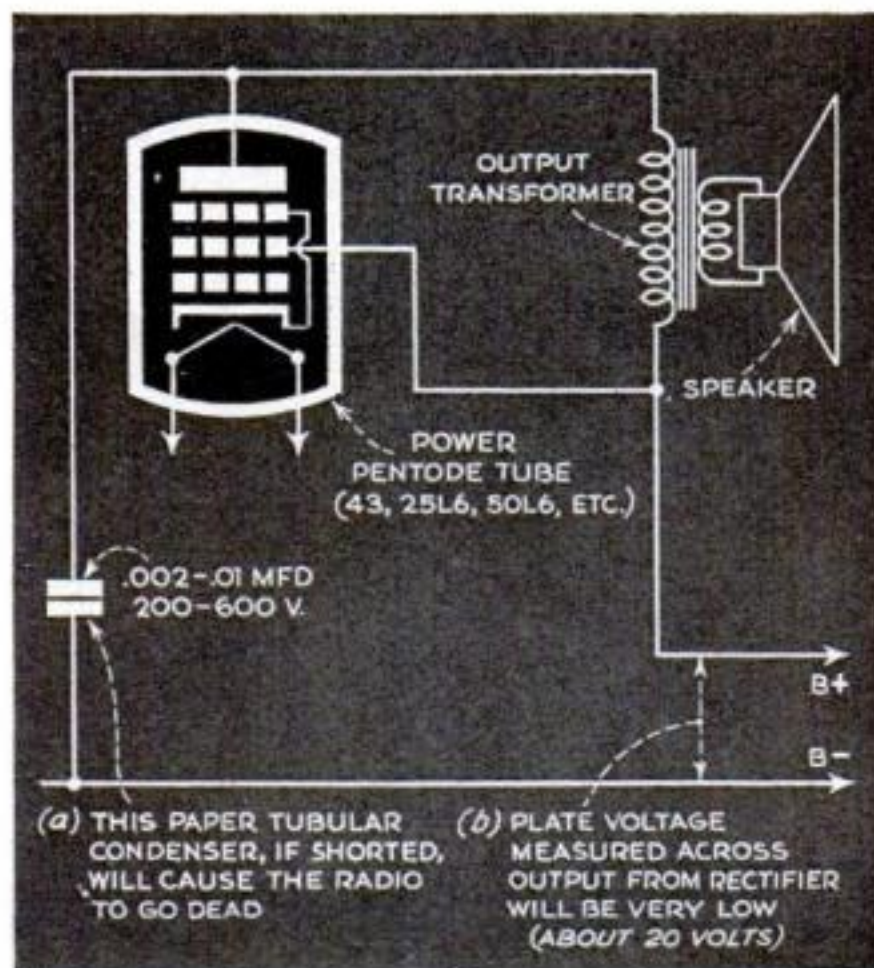 OUTPUT
TRANSFORMER
SPEAKER
POWER
PENTODE TUBE
(43, 25L6, 50L6, ETC.)
.002-.01 MFD
200-600 V.
B+
B-
(a) THIS PAPER TUBULAR
CONDENSER, IF SHORTED,
WILL CAUSE THE RADIO
TO GO DEAD
(b) PLATE VOLTAGE
MEASURED ACROSS
OUTPUT FROM RECTIFIER
WILL BE VERY LOW
(ABOUT 20 VOLTS)